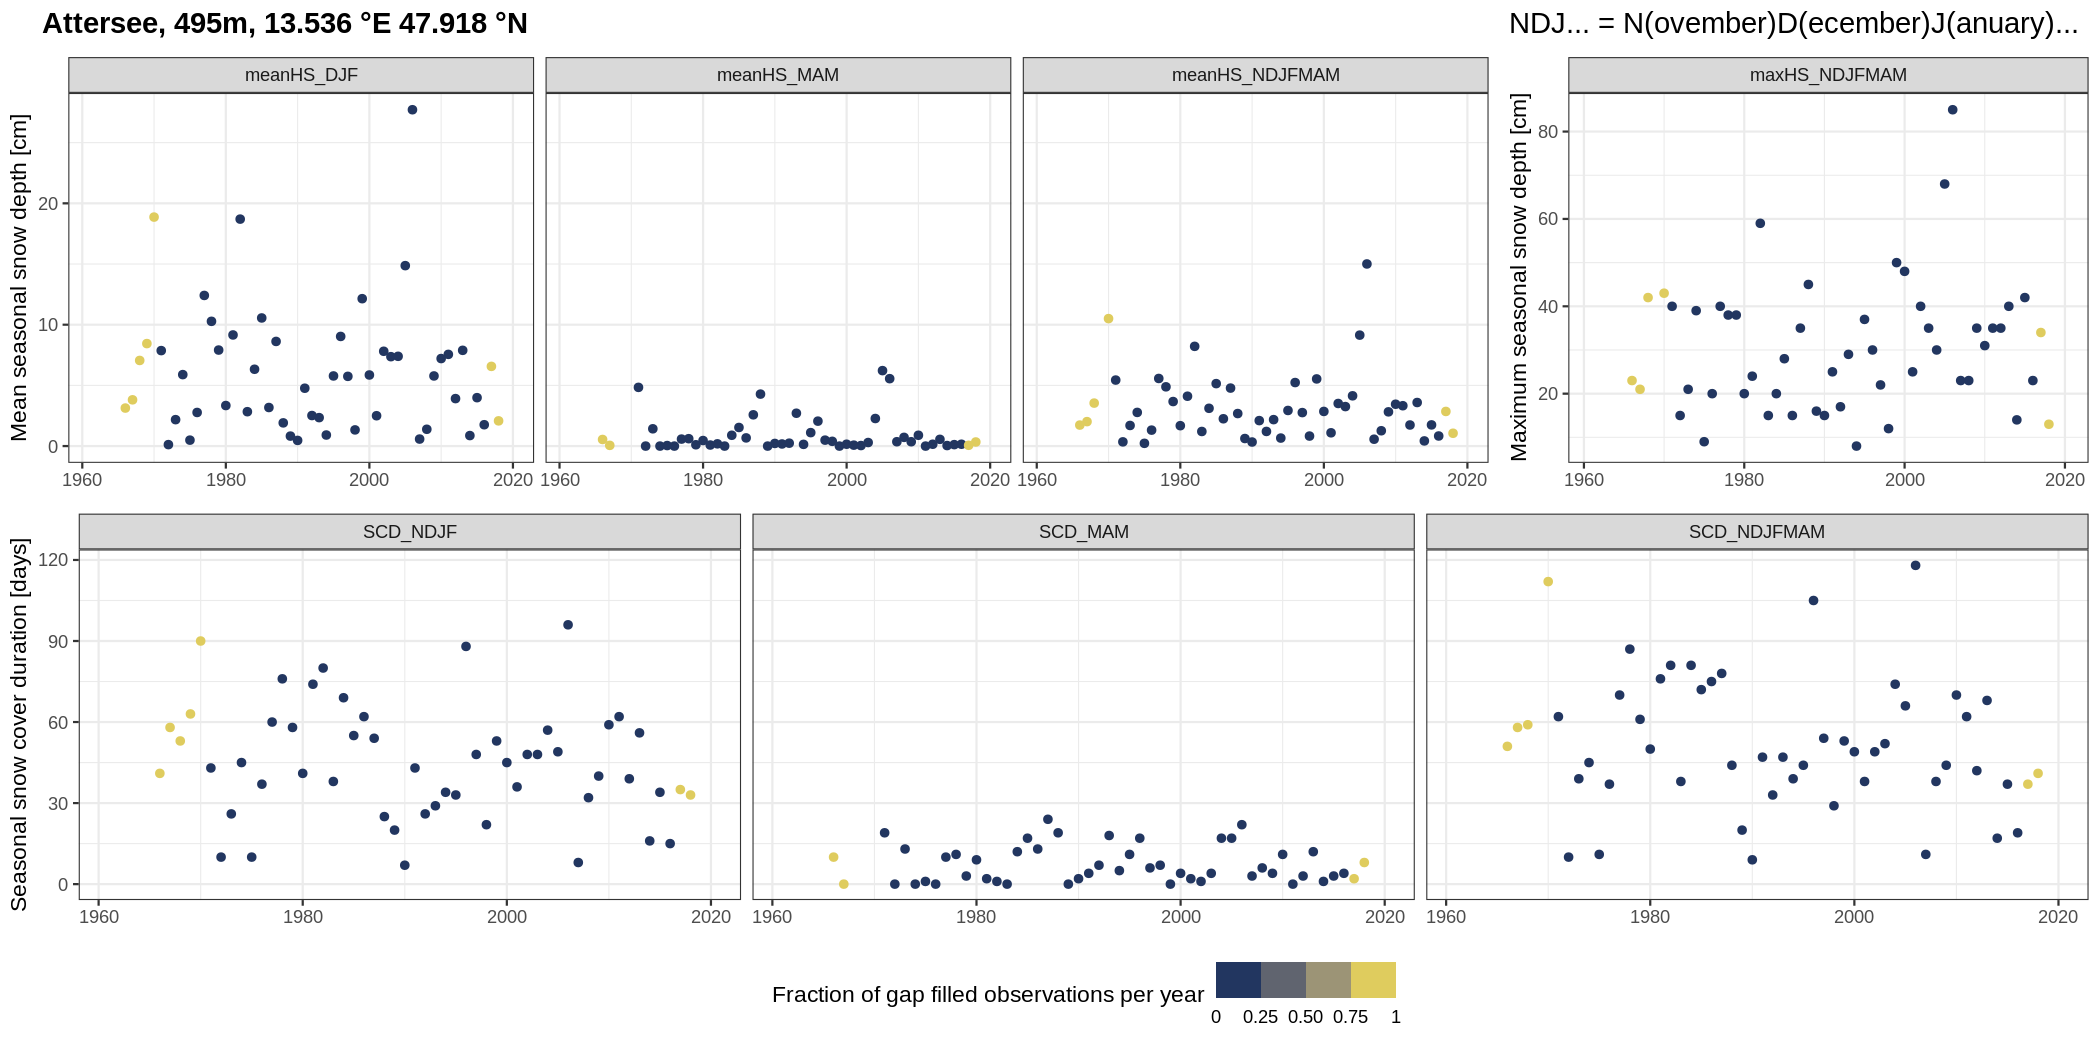 Attersee, 495m, 13.536 °E 47.918 °N
NDJ... = N(ovember)D(ecember)J(anuary)...
meanHS_DJF
meanHS_MAM
meanHS_NDJFMAM
maxHS_NDJFMAM
Mean seasonal snow depth [cm]
20
10
0
1960 1980 2000 2020
1960 1980 2000 2020
1960 1980 2000 2020
Maximum seasonal snow depth [cm]
80
60
40
20
1960 1980 2000 2020
SCD_NDJF
SCD_MAM
SCD_NDJFMAM
Seasonal snow cover duration [days]
120
90
60
30
0
1960 1980 2000 2020
1960 1980 2000 2020
1960 1980 2000 2020
Fraction of gap filled observations per year
0 0.25 0.50 0.75 1